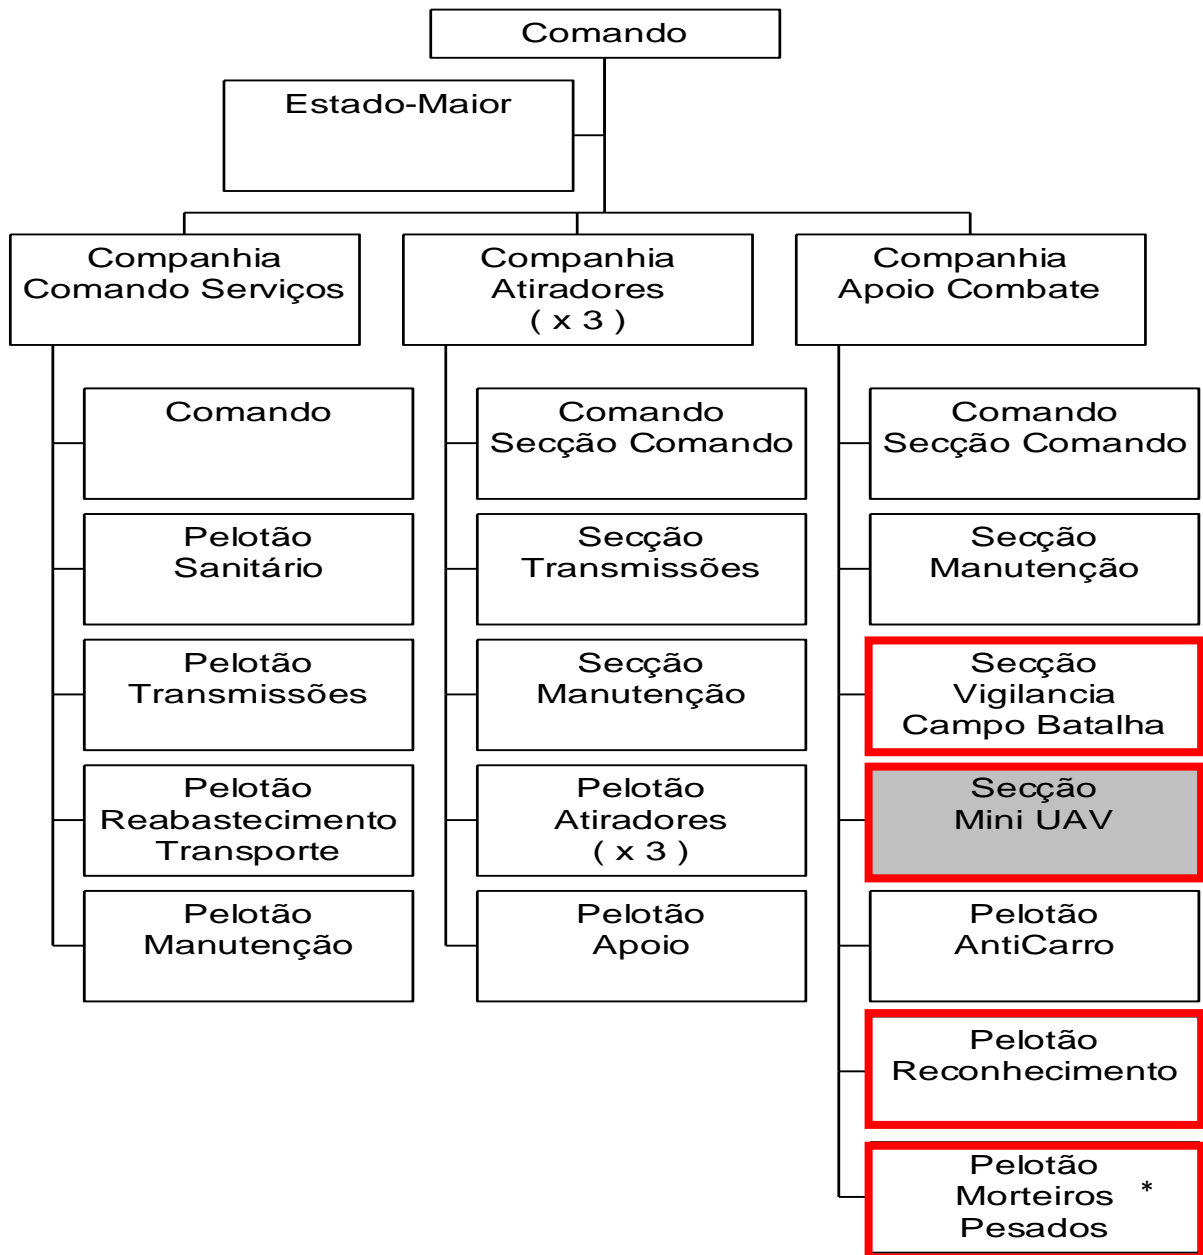 Comando
Estado-Maior
Companhia
Comando Serviços
Companhia
Atiradores
( x 3 )
Companhia
Apoio Combate
Comando
Pelotão
Sanitário
Pelotão
Transmissões
Pelotão
Reabastecimento
Transporte
Pelotão
Manutenção
Comando
Secção Comando
Secção
Transmissões
Secção
Manutenção
Pelotão
Atiradores
( x 3 )
Pelotão
Apoio
Comando
Secção Comando
Secção
Manutenção
Secção
Vigilancia
Campo Batalha
Secção
Mini UAV
Pelotão
AntiCarro
Pelotão
Reconhecimento
Pelotão
Morteiros *
Pesados